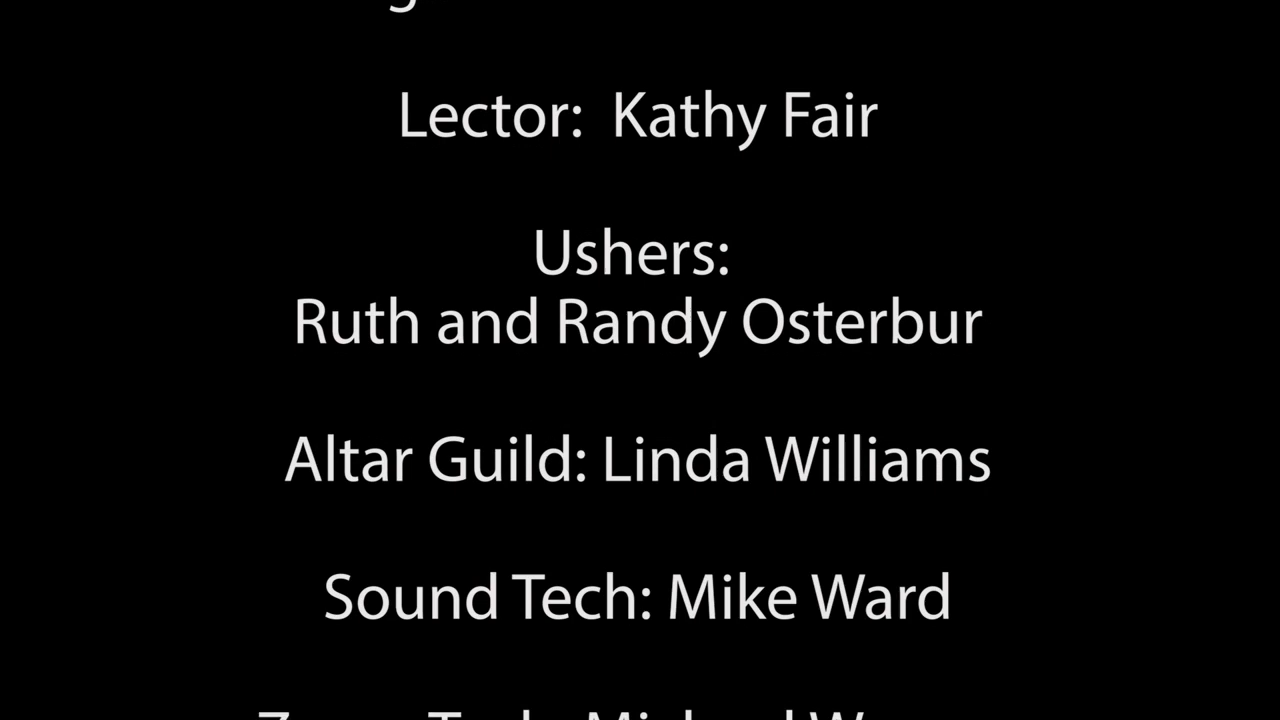 Lector:  Kathy Fair
Ushers:
Ruth and Randy Osterbur
Altar Guild: Linda Williams
Sound Tech: Mike Ward